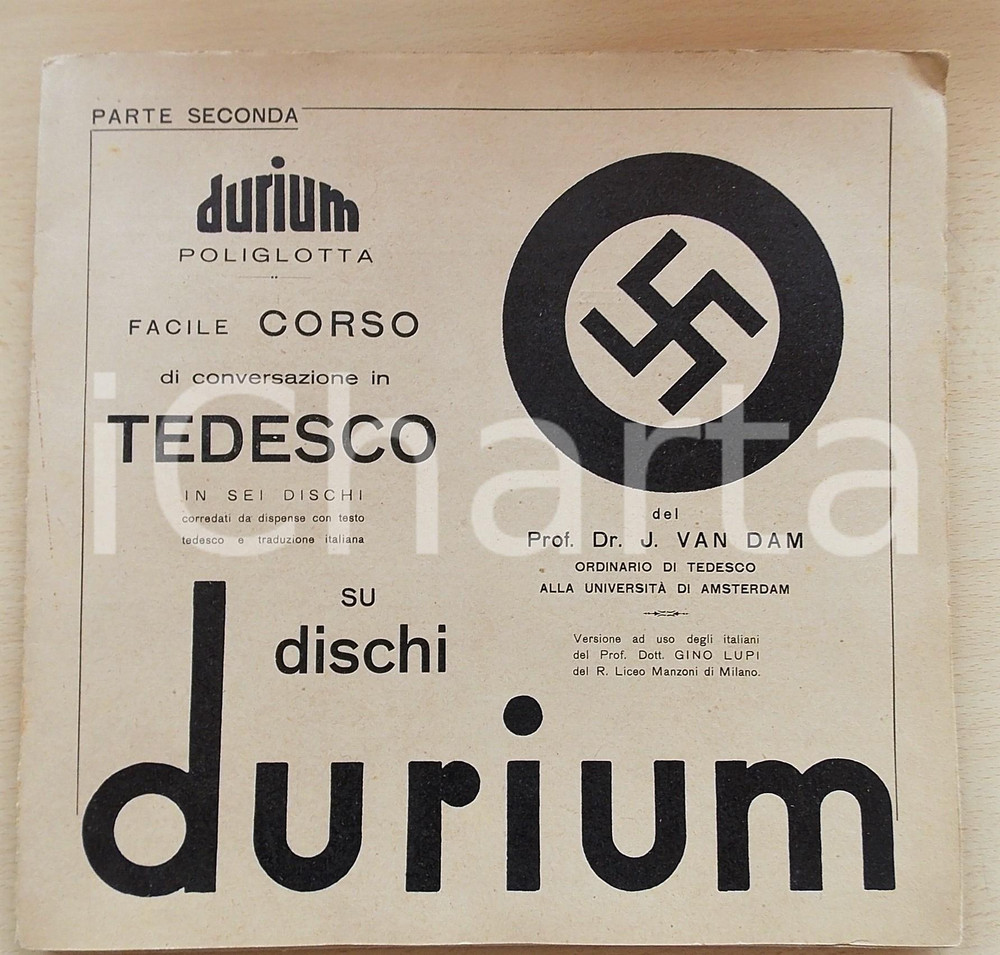 PARTE SECONDA
durium
POLIGLOTTA
FACILE CORSO
di conversazione in
TEDESCO
IN SEI DISCHI
corredati da dispense con testo
tedesco e traduzione italiana
su
dischi
durium
del
Prof. Dr. J. VAN DAM
ORDINARIO DI TEDESCO
ALLA UNIVERSITÀ DI AMSTERDAM
Versione ad uso degli italiani
del Prof. Dott. GINO LUPI
del R. Liceo Manzoni di Milano.
iCharta